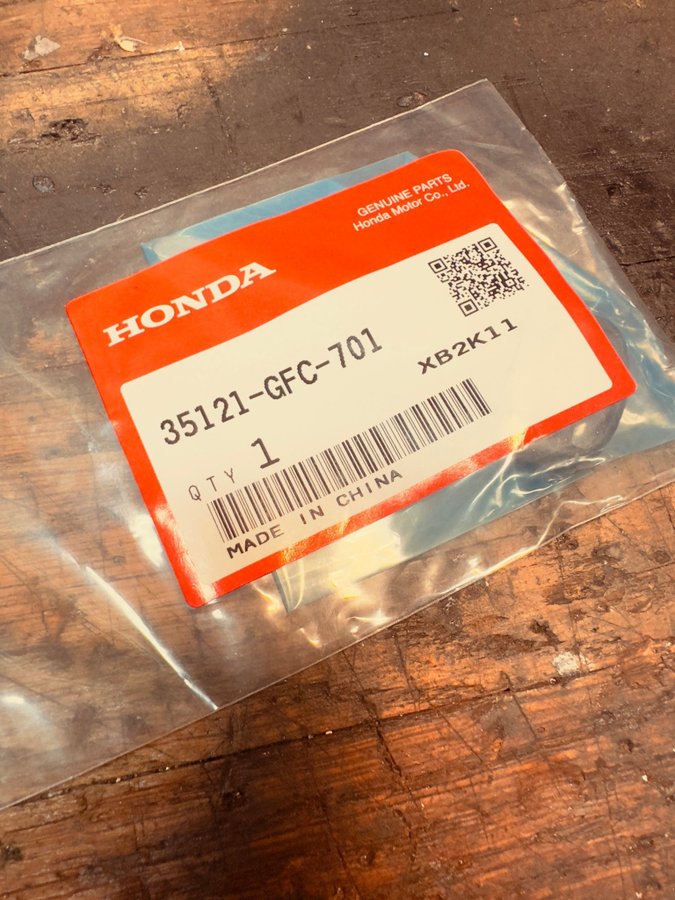 GENUINE PARTS
Honda Motor Co., Ltd.
HONDA
35121-GFC-701
XB2K11
QTY 1
MADE IN CHINA